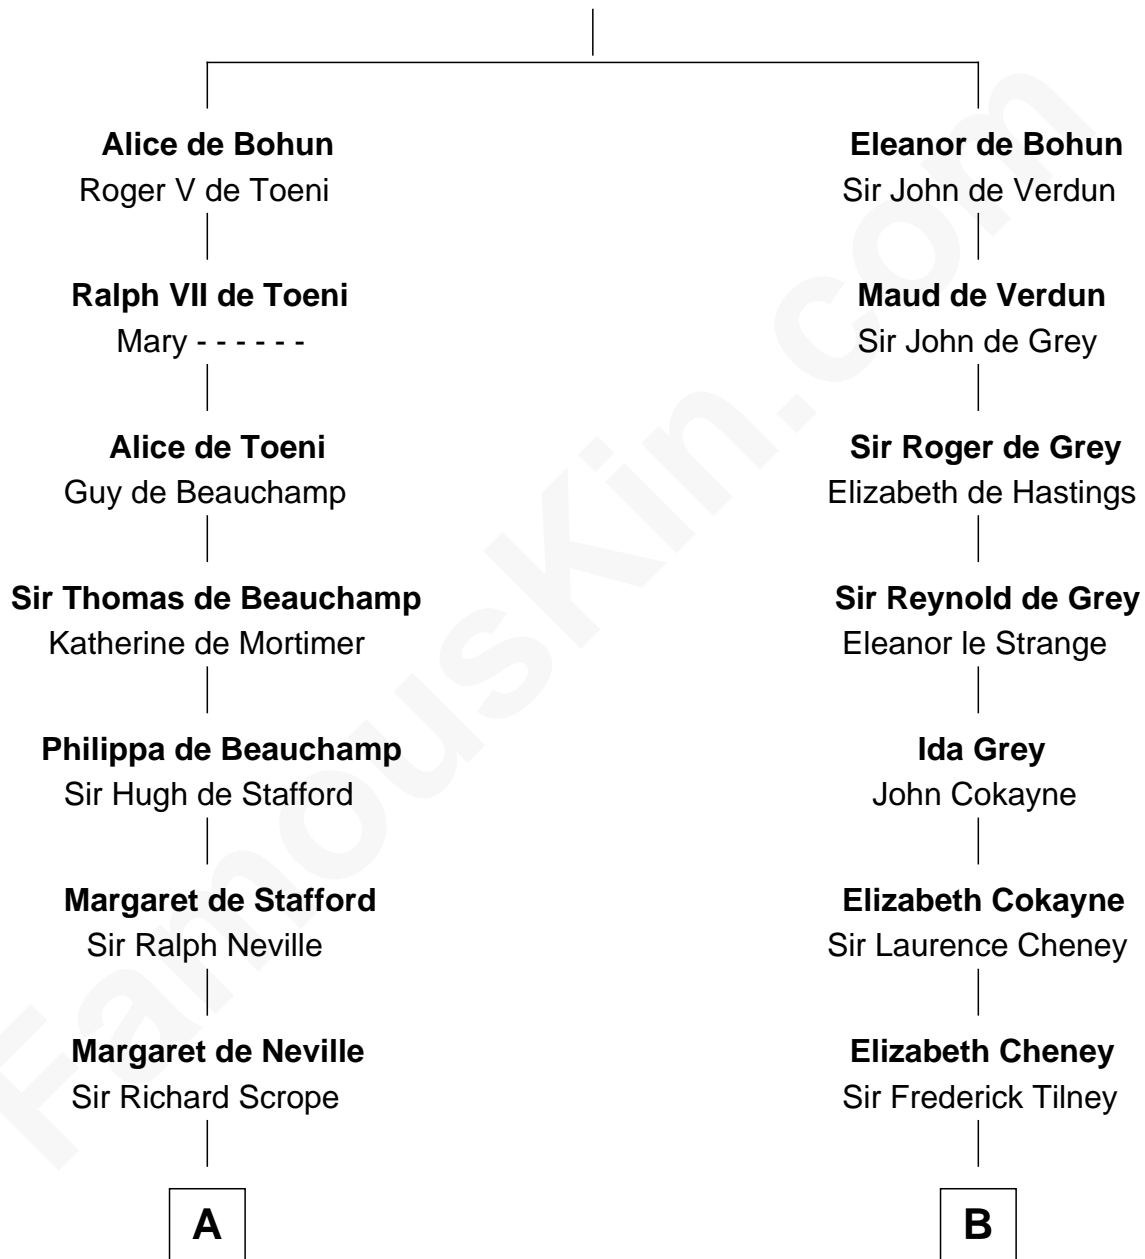 Alice de Bohun
Roger V de Toeni
Eleanor de Bohun
Sir John de Verdun
Ralph VII de Toeni
Mary - - - - - -
Maud de Verdun
Sir John de Grey
Alice de Toeni
Guy de Beauchamp
Sir Roger de Grey
Elizabeth de Hastings
Sir Thomas de Beauchamp
Katherine de Mortimer
Sir Reynold de Grey
Eleanor le Strange
Philippa de Beauchamp
Sir Hugh de Stafford
Ida Grey
John Cokayne
Margaret de Stafford
Sir Ralph Neville
Elizabeth Cokayne
Sir Laurence Cheney
Margaret de Neville
Sir Richard Scrope
Elizabeth Cheney
Sir Frederick Tilney
A
B
FamousKin.com